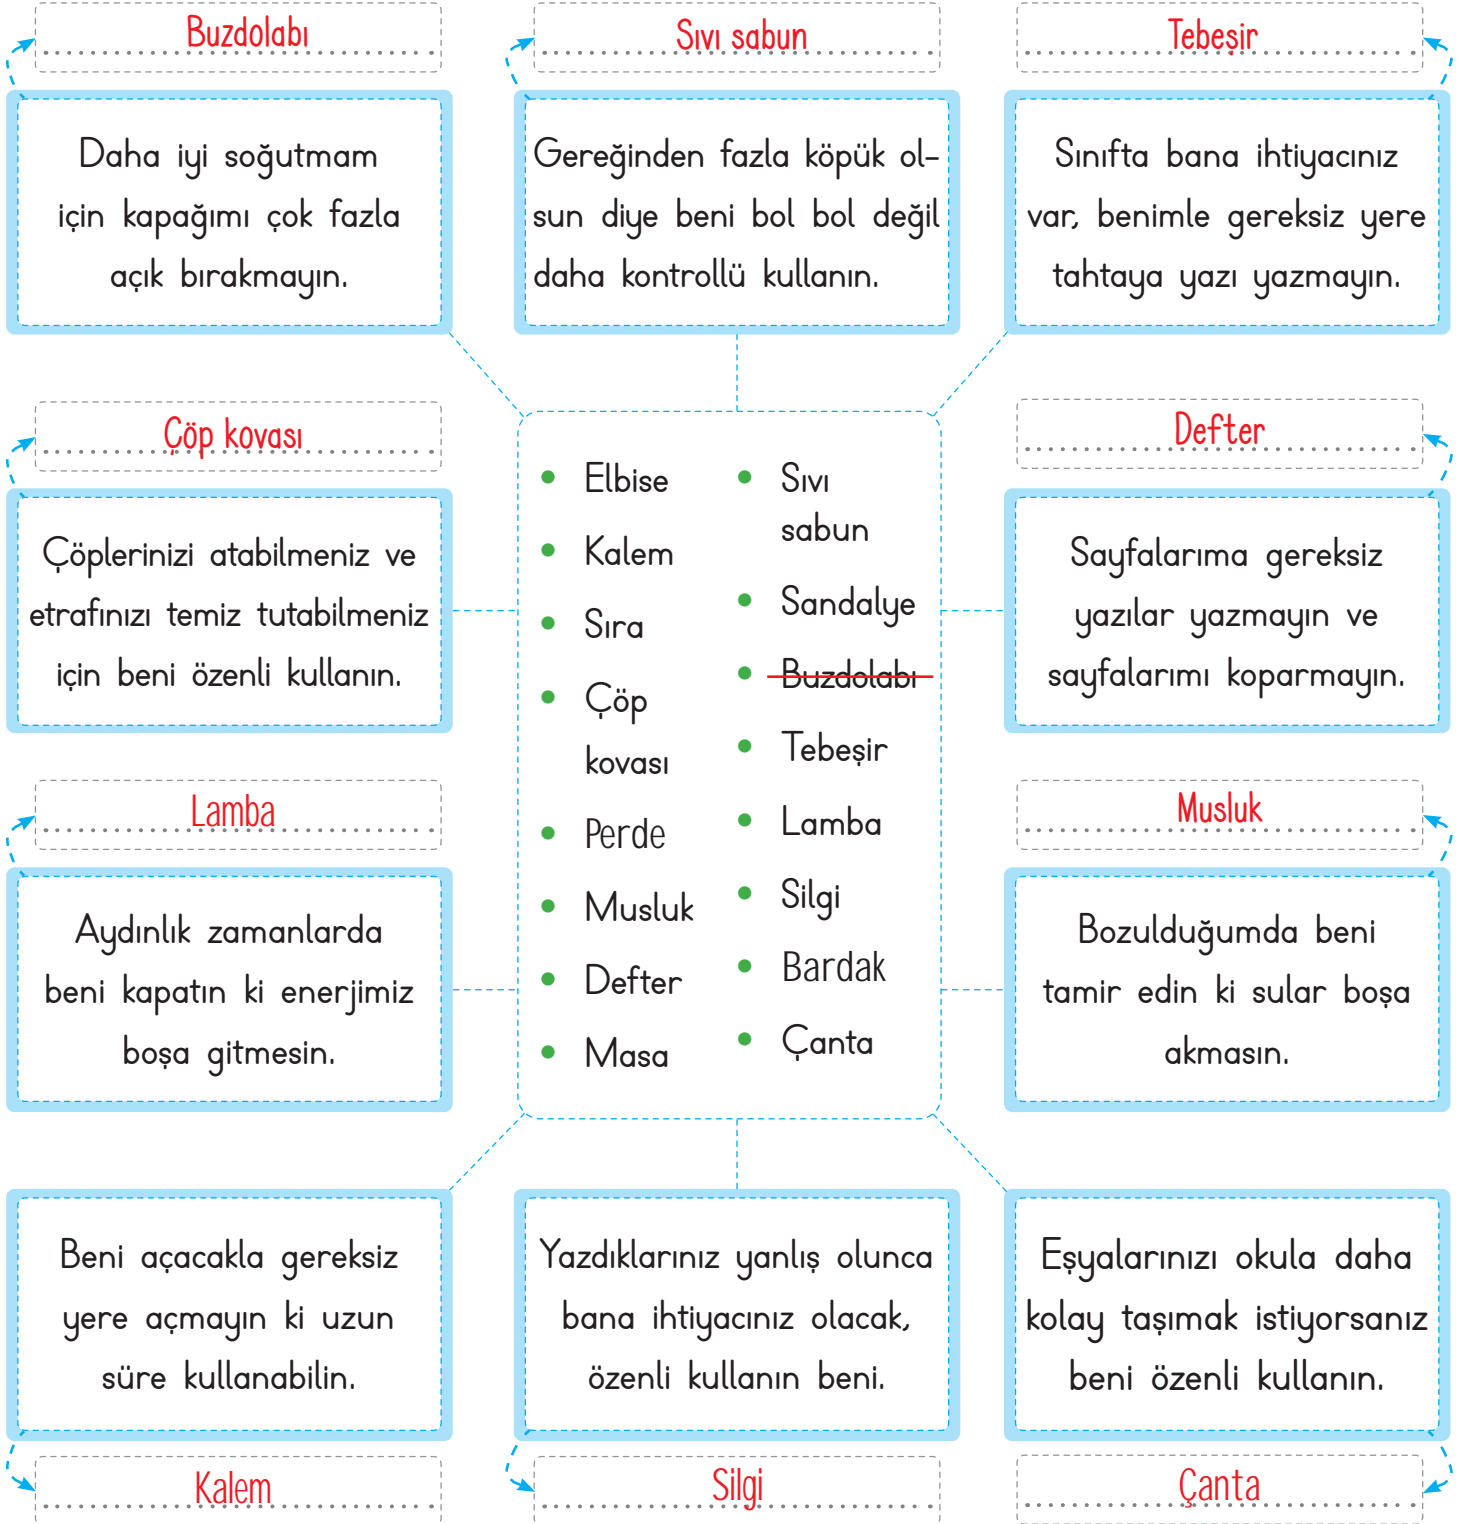 Buzdolabı
Daha iyi soğutmam
için kapağımı çok fazla
açık bırakmayın.
Sıvı sabun
Gereğinden fazla köpük ol-
sun diye beni bol bol değil
daha kontrollü kullanın.
Tebeşir
Sınıfta bana ihtiyacınız
var, benimle gereksiz yere
tahtaya yazı yazmayın.
Çöp kovası
Çöplerinizi atabilmeniz ve
etrafınızı temiz tutabilmeniz
için beni özenli kullanın.
Elbise
Kalem
Sıra
Çöp
kovası
Perde
Musluk
Defter
Masa
Sıvı
sabun
Sandalye
Buzdolabı
Tebeşir
Lamba
Silgi
Bardak
Çanta
Defter
Sayfalarıma gereksiz
yazılar yazmayın ve
sayfalarımı koparmayın.
Lamba
Aydınlık zamanlarda
beni kapatın ki enerjimiz
boşa gitmesin.
Musluk
Bozulduğumda beni
tamir edin ki sular boşa
akmasın.
Beni açacakla gereksiz
yere açmayın ki uzun
süre kullanabilin.
Kalem
Yazdıklarınız yanlış olunca
bana ihtiyacınız olacak,
özenli kullanın beni.
Silgi
Eşyalarınızı okula daha
kolay taşımak istiyorsanız
beni özenli kullanın.
Çanta